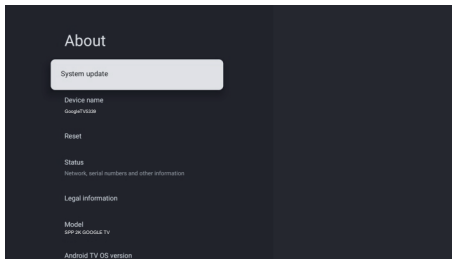 About
System update
Device name
GoogleTV5328
Reset
Status
Network, serial numbers and other information
Legal information
Model
SPP 2K GOOGLE TV
Android TV OS version